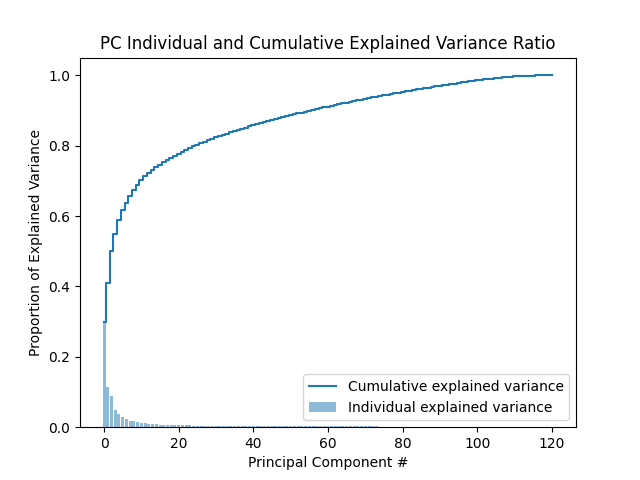 PC Individual and Cumulative Explained Variance Ratio
Proportion of Explained Variance
1.0
0.8
0.6
0.4
0.2
0.0
Cumulative explained variance
Individual explained variance
0 20 40 60 80 100 120
Principal Component #